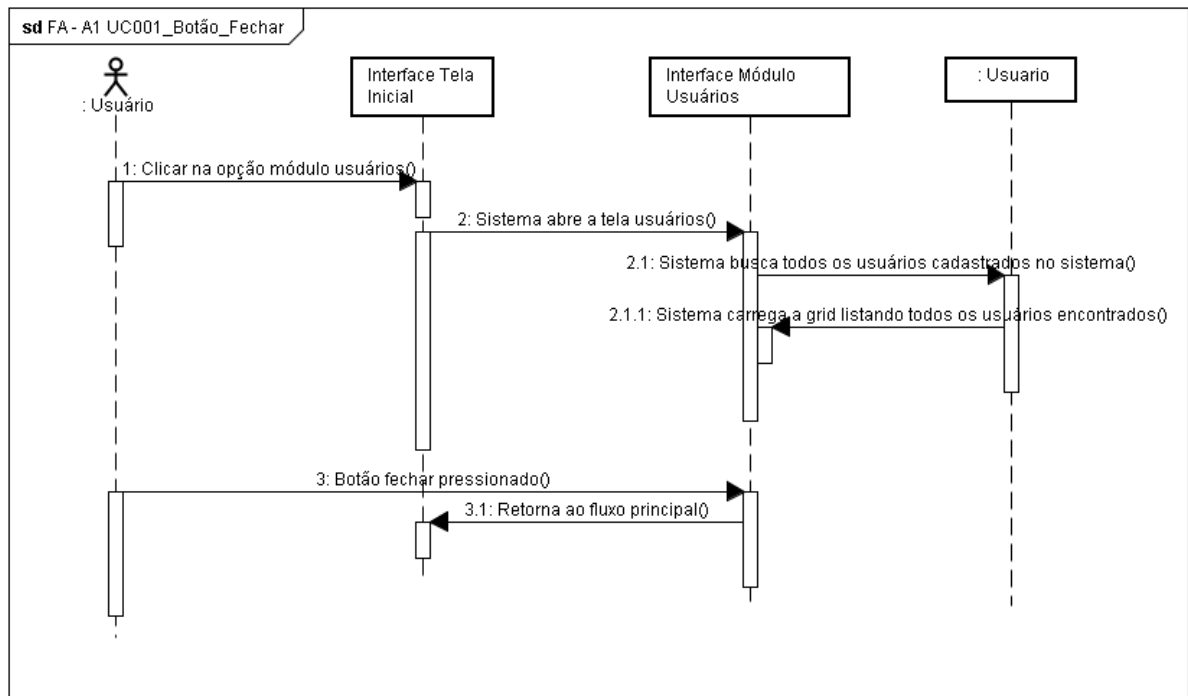 sd FA - A1 UC001_Botão_Fechar
: Usuário
Interface Tela
Inicial
Interface Módulo
Usuários
: Usuario
1: Clicar na opção módulo usuários()
2: Sistema abre a tela usuários()
2.1: Sistema busca todos os usuários cadastrados no sistema()
2.1.1: Sistema carrega a grid listando todos os usuários encontrados()
3: Botão fechar pressionado()
3.1: Retorna ao fluxo principal()